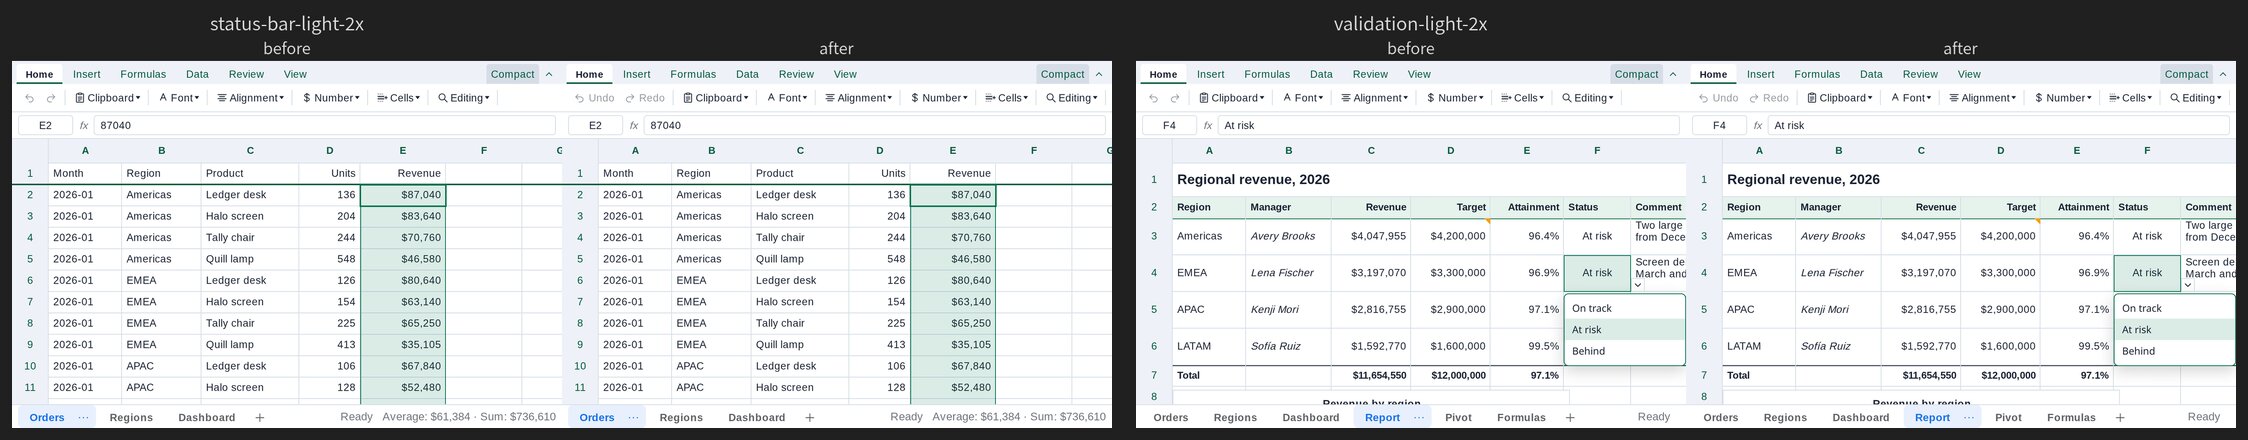 status-bar-light-2x
before
after
Home Insert Formulas Data Review View Compact
Clipboard Font Alignment Number Cells Editing
E2 fx 87040
A B C D E F G
1 Month Region Product Units Revenue
2 2026-01 Americas Ledger desk 136 $87,040
3 2026-01 Americas Halo screen 204 $83,640
4 2026-01 Americas Tally chair 244 $70,760
5 2026-01 Americas Quill lamp 548 $46,580
6 2026-01 EMEA Ledger desk 126 $80,640
7 2026-01 EMEA Halo screen 154 $63,140
8 2026-01 EMEA Tally chair 225 $65,250
9 2026-01 EMEA Quill lamp 413 $35,105
10 2026-01 APAC Ledger desk 106 $67,840
11 2026-01 APAC Halo screen 128 $52,480
Orders ... Regions Dashboard + Ready Average: $61,384 · Sum: $736,610
Home Insert Formulas Data Review View Compact
Undo Redo Clipboard Font Alignment Number Cells Editing
E2 fx 87040
A B C D E F G
1 Month Region Product Units Revenue
2 2026-01 Americas Ledger desk 136 $87,040
3 2026-01 Americas Halo screen 204 $83,640
4 2026-01 Americas Tally chair 244 $70,760
5 2026-01 Americas Quill lamp 548 $46,580
6 2026-01 EMEA Ledger desk 126 $80,640
7 2026-01 EMEA Halo screen 154 $63,140
8 2026-01 EMEA Tally chair 225 $65,250
9 2026-01 EMEA Quill lamp 413 $35,105
10 2026-01 APAC Ledger desk 106 $67,840
11 2026-01 APAC Halo screen 128 $52,480
Orders ... Regions Dashboard + Ready Average: $61,384 · Sum: $736,610
validation-light-2x
before
after
Home Insert Formulas Data Review View Compact
Clipboard Font Alignment Number Cells Editing
F4 fx At risk
A B C D E F
1 Regional revenue, 2026
2 Region Manager Revenue Target Attainment Status Comment
3 Americas Avery Brooks $4,047,955 $4,200,000 96.4% At risk Two large
from Dece
4 EMEA Lena Fischer $3,197,070 $3,300,000 96.9% At risk Screen de
March and
5 APAC Kenji Mori $2,816,755 $2,900,000 97.1% On track
At risk
6 LATAM Sofía Ruiz $1,592,770 $1,600,000 99.5% Behind
7 Total $11,654,550 $12,000,000 97.1%
8 Revenue by region
Orders Regions Dashboard Report ... Pivot Formulas + Ready
Home Insert Formulas Data Review View Compact
Undo Redo Clipboard Font Alignment Number Cells Editing
F4 fx At risk
A B C D E F
1 Regional revenue, 2026
2 Region Manager Revenue Target Attainment Status Comment
3 Americas Avery Brooks $4,047,955 $4,200,000 96.4% At risk Two large
from Dece
4 EMEA Lena Fischer $3,197,070 $3,300,000 96.9% At risk Screen de
March and
5 APAC Kenji Mori $2,816,755 $2,900,000 97.1% On track
At risk
6 LATAM Sofía Ruiz $1,592,770 $1,600,000 99.5% Behind
7 Total $11,654,550 $12,000,000 97.1%
8 Revenue by region
Orders Regions Dashboard Report ... Pivot Formulas + Ready